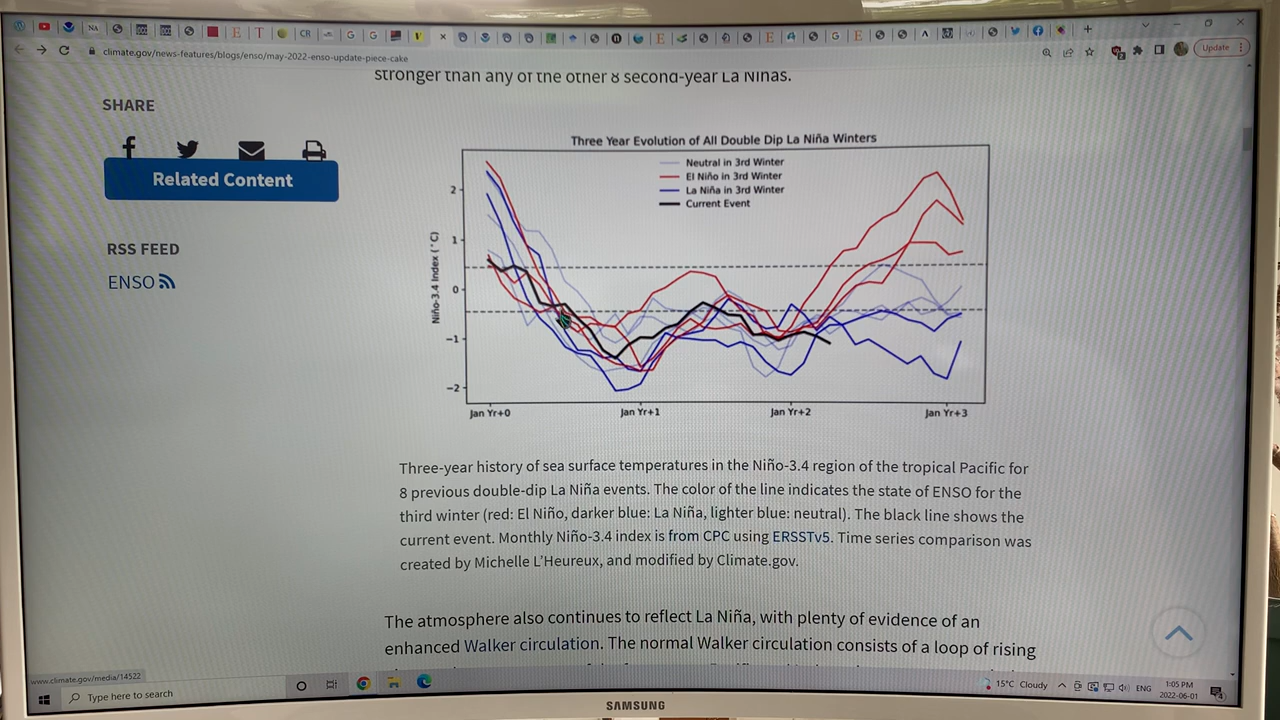 NA
CR
climate.gov/news-features/blogs/enso/may-2022-enso-update-piece-cake
Update
stronger than any of the other 8 second-year La Niñas.
SHARE
Related Content
RSS FEED
ENSO
Three Year Evolution of All Double Dip La Niña Winters
Neutral in 3rd Winter
El Niño in 3rd Winter
La Niña in 3rd Winter
Current Event
Niño-3.4 Index (°C)
2
1
0
−1
−2
Jan Yr+0
Jan Yr+1
Jan Yr+2
Jan Yr+3
Three-year history of sea surface temperatures in the Niño-3.4 region of the tropical Pacific for
8 previous double-dip La Niña events. The color of the line indicates the state of ENSO for the
third winter (red: El Niño, darker blue: La Niña, lighter blue: neutral). The black line shows the
current event. Monthly Niño-3.4 index is from CPC using ERSSTv5. Time series comparison was
created by Michelle L'Heureux, and modified by Climate.gov.
The atmosphere also continues to reflect La Niña, with plenty of evidence of an
enhanced Walker circulation. The normal Walker circulation consists of a loop of rising
www.climate.gov/media/14522
Type here to search
15°C Cloudy
ENG
1:05 PM
2022-06-01
SAMSUNG